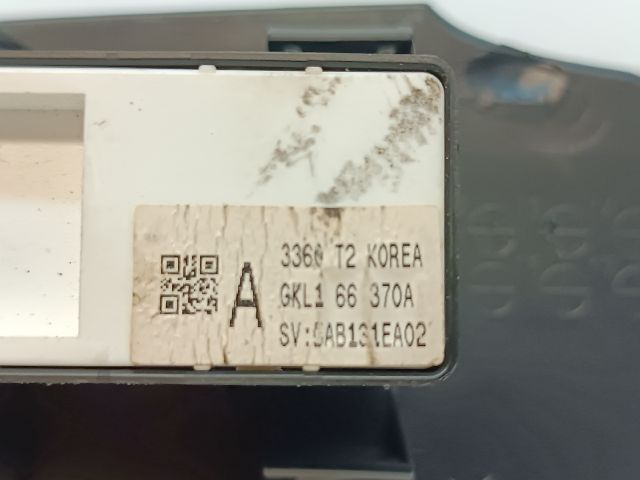 A
3360 T2 KOREA
GKL1 66 370A
SV:5AB131EA02